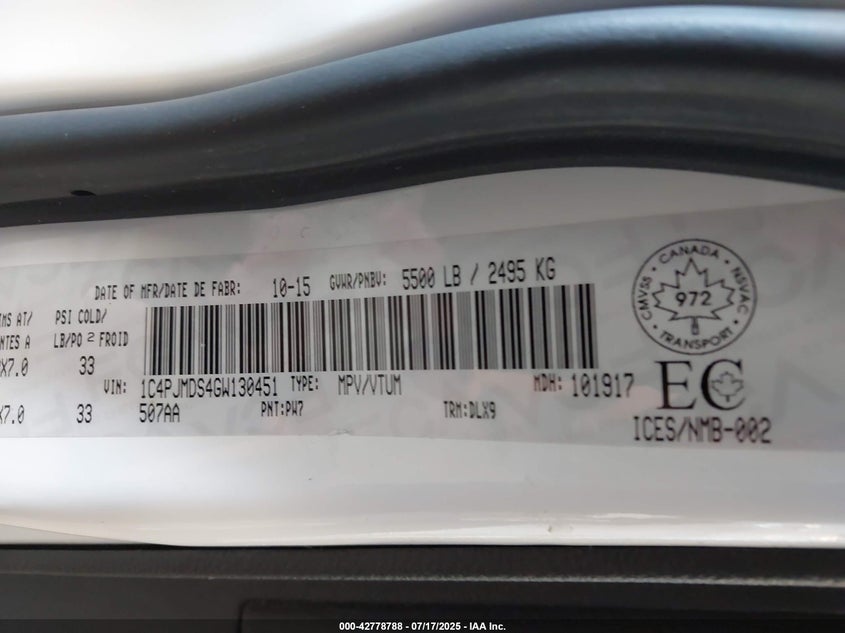 DATE OF MFR/DATE DE FABR: 10-15 GVWR/PNBV: 5500 LB / 2495 KG
MS AT/ PSI COLD/
NTES A LB/PO 2 FROID
X7.0 33
VIN: 1C4PJMDS4GW130451 TYPE: MPV/VTUM MDH: 101917
X7.0 33 507AA PNT:PW7 TRM:DLX9
CANADA
CMVSS NSVAC
972
TRANSPORT
EC
ICES/NMB-002
000-42778788 - 07/17/2025 - IAA Inc.